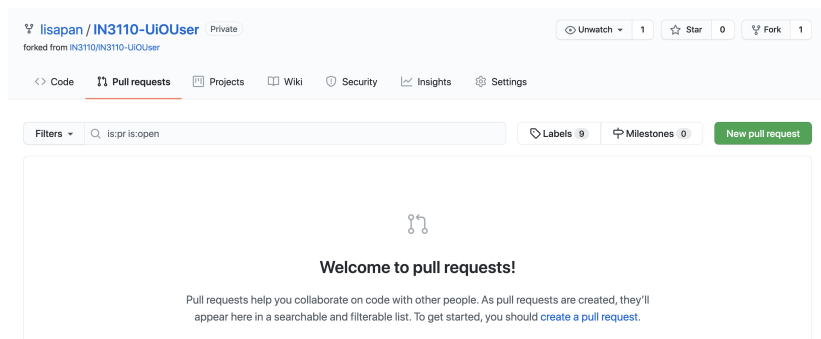 lisapan / IN3110-UiOUser Private
Unwatch 1 Star 0 Fork 1
forked from IN3110/IN3110-UiOUser
Code Pull requests Projects Wiki Security Insights Settings
Filters is:pr is:open Labels 9 Milestones 0 New pull request
Welcome to pull requests!
Pull requests help you collaborate on code with other people. As pull requests are created, they'll
appear here in a searchable and filterable list. To get started, you should create a pull request.